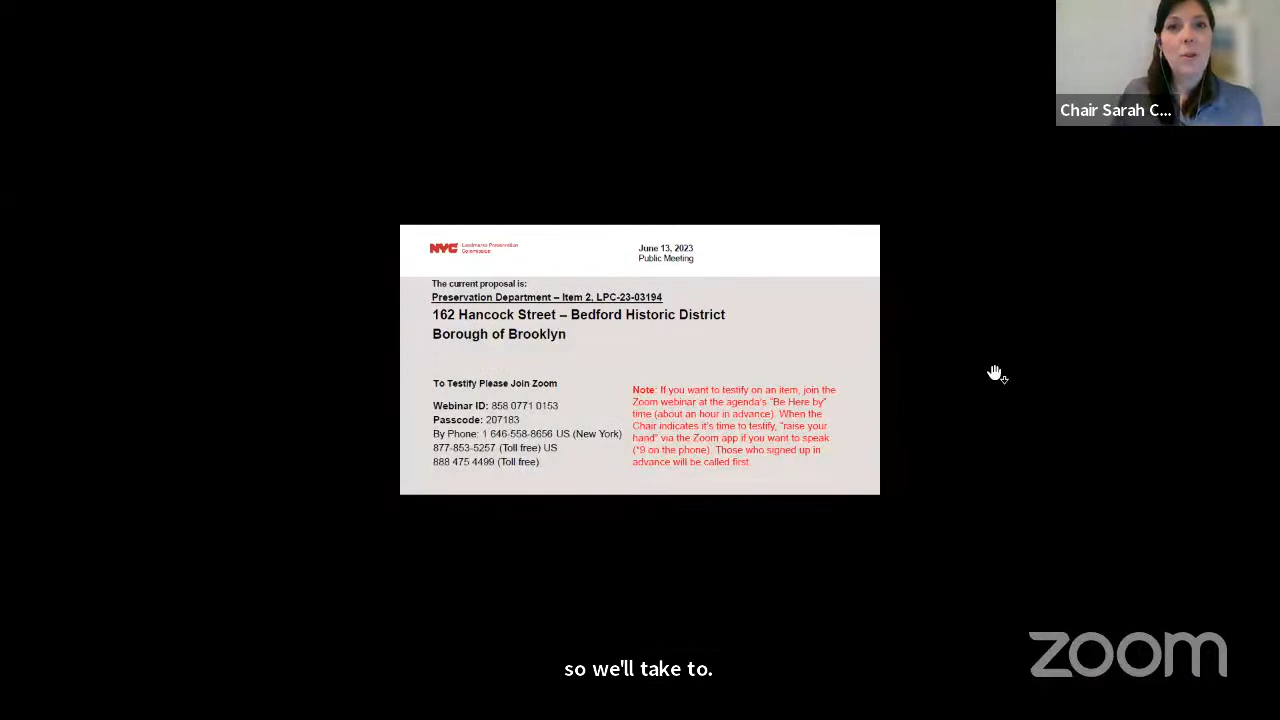 Chair Sarah C...
NYC
Landmarks Preservation
Commission
June 13, 2023
Public Meeting
The current proposal is:
Preservation Department – Item 2, LPC-23-03194
162 Hancock Street – Bedford Historic District
Borough of Brooklyn
To Testify Please Join Zoom
Webinar ID: 858 0771 0153
Passcode: 207183
By Phone: 1 646-558-8656 US (New York)
877-853-5257 (Toll free) US
888 475 4499 (Toll free)
Note: If you want to testify on an item, join the
Zoom webinar at the agenda's "Be Here by"
time (about an hour in advance). When the
Chair indicates it's time to testify, "raise your
hand" via the Zoom app if you want to speak
(*9 on the phone). Those who signed up in
advance will be called first.
zoom
so we'll take to.